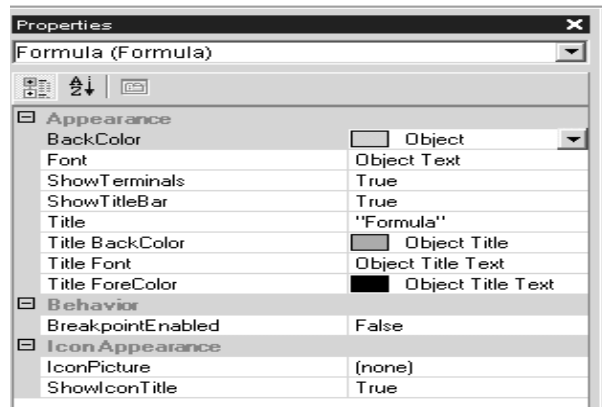 Properties
Formula (Formula)
Appearance
BackColor Object
Font Object Text
ShowTerminals True
ShowTitleBar True
Title "Formula"
Title BackColor Object Title
Title Font Object Title Text
Title ForeColor Object Title Text
Behavior
BreakpointEnabled False
Icon Appearance
IconPicture (none)
ShowIconTitle True